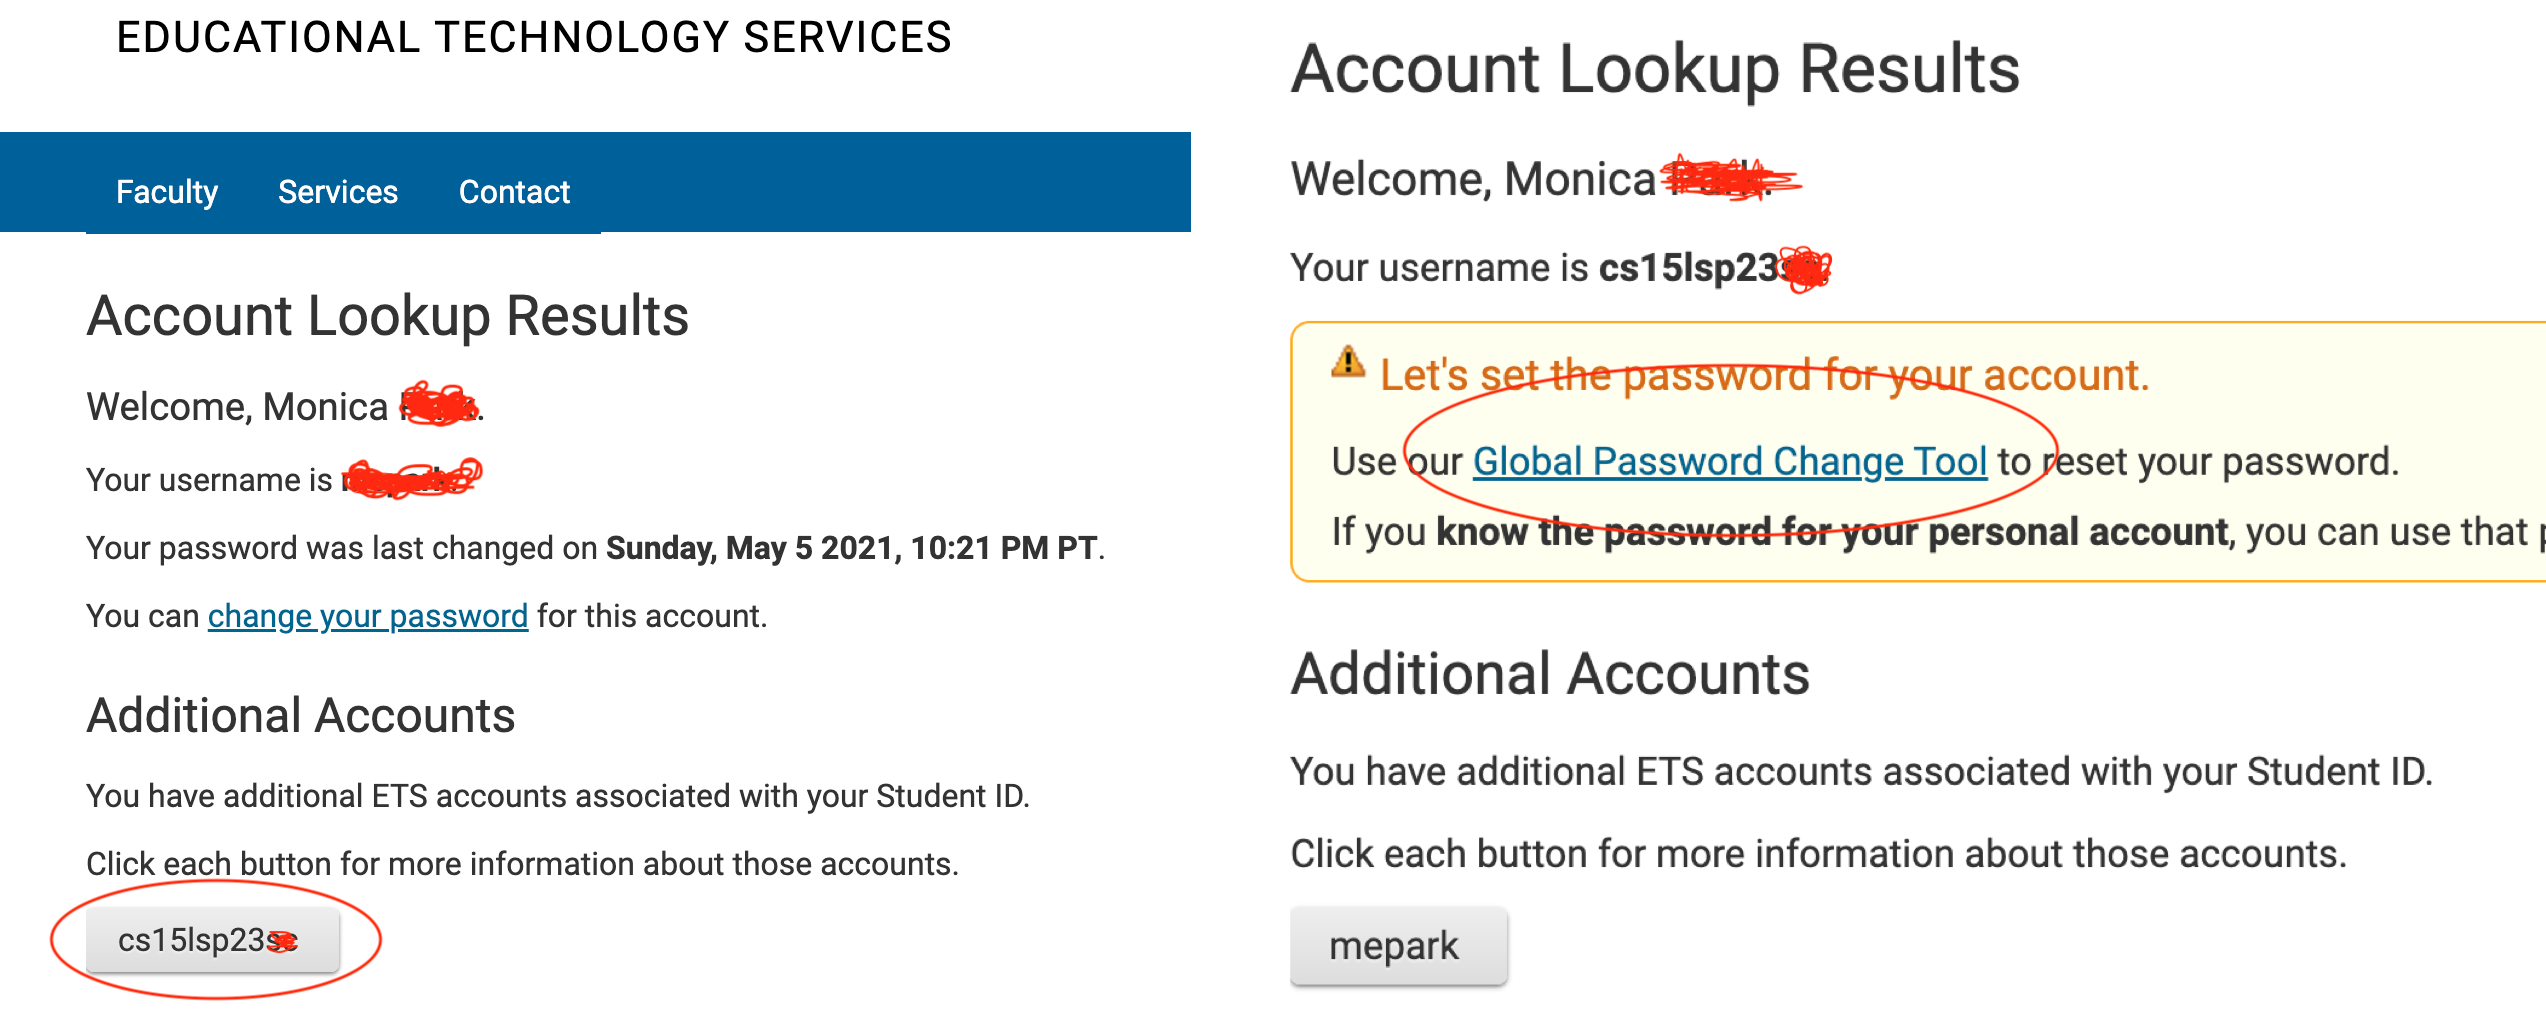 EDUCATIONAL TECHNOLOGY SERVICES
Faculty Services Contact
Account Lookup Results
Welcome, Monica
Your username is
Your password was last changed on Sunday, May 5 2021, 10:21 PM PT.
You can change your password for this account.
Additional Accounts
You have additional ETS accounts associated with your Student ID.
Click each button for more information about those accounts.
cs15lsp23
Account Lookup Results
Welcome, Monica
Your username is cs15lsp23
Let's set the password for your account.
Use our Global Password Change Tool to reset your password.
If you know the password for your personal account, you can use that
Additional Accounts
You have additional ETS accounts associated with your Student ID.
Click each button for more information about those accounts.
mepark